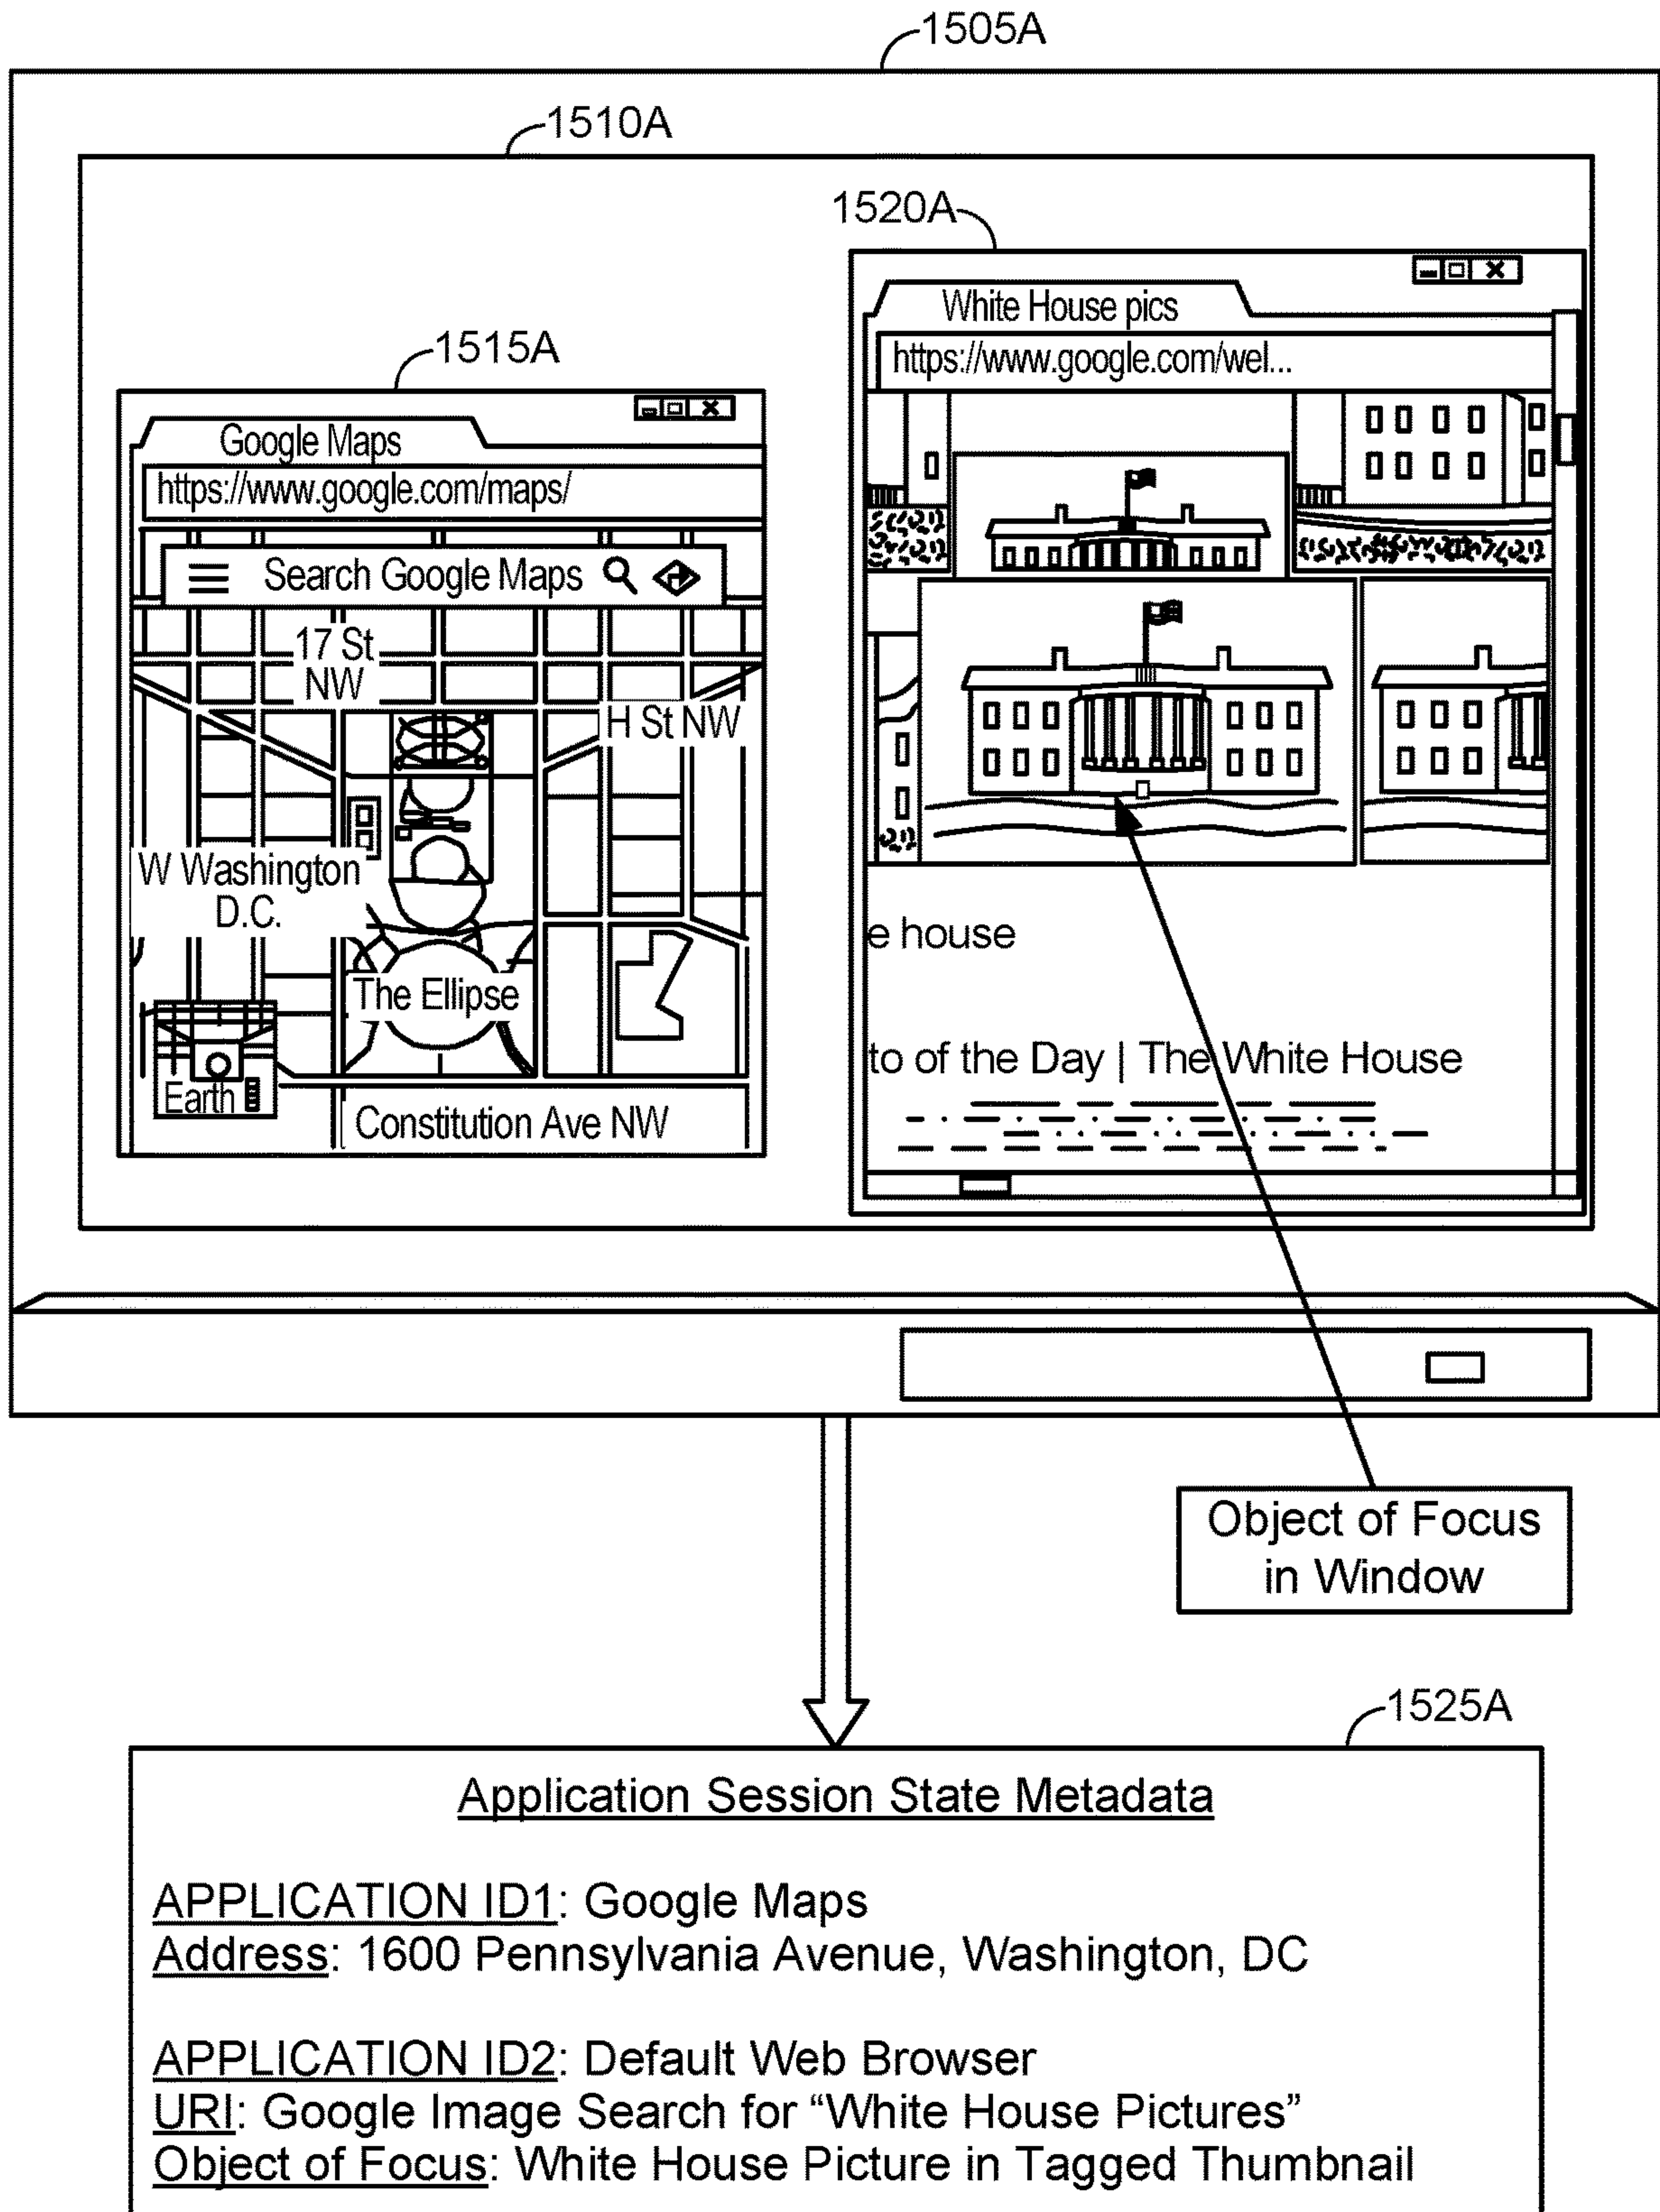 1505A
1510A
1520A
White House pics
https://www.google.com/wel...
1515A
Google Maps
https://www.google.com/maps/
Search Google Maps
17 St
NW
H St NW
W Washington
D.C.
The Ellipse
Earth
Constitution Ave NW
e house
to of the Day | The White House
Object of Focus
in Window
1525A
Application Session State Metadata
APPLICATION ID1: Google Maps
Address: 1600 Pennsylvania Avenue, Washington, DC
APPLICATION ID2: Default Web Browser
URI: Google Image Search for “White House Pictures”
Object of Focus: White House Picture in Tagged Thumbnail